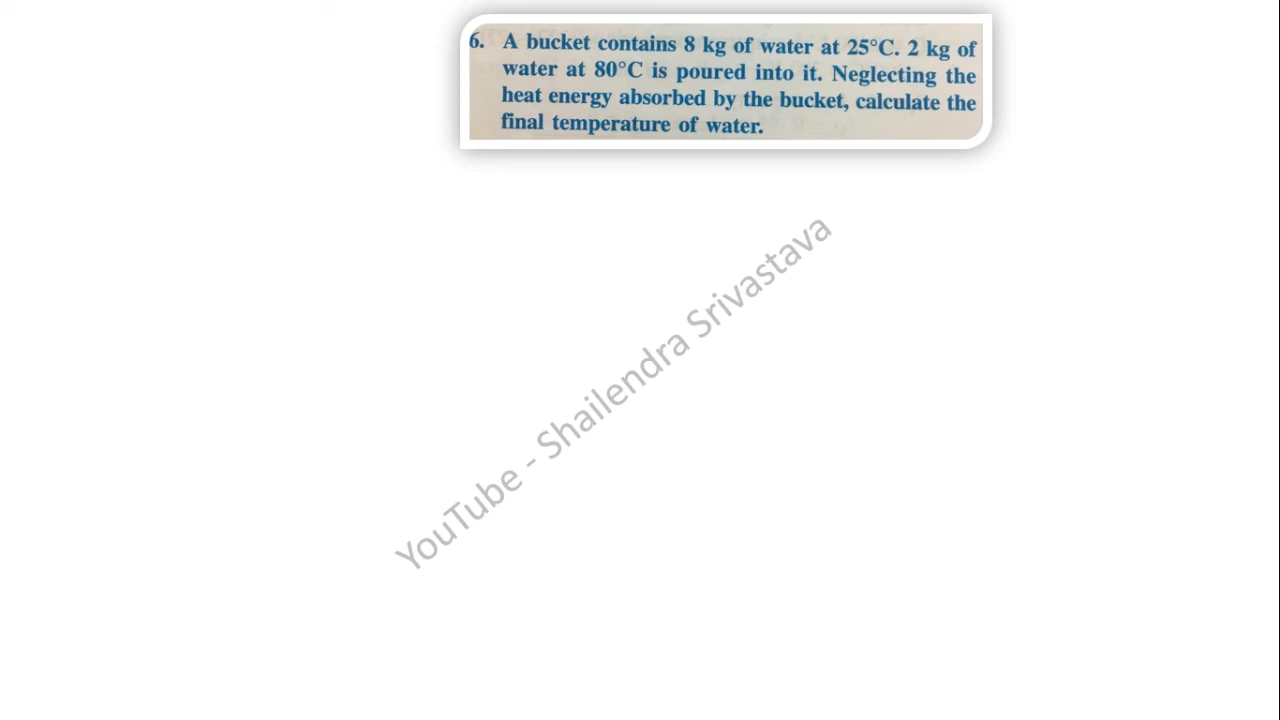 6. A bucket contains 8 kg of water at 25°C. 2 kg of
water at 80°C is poured into it. Neglecting the
heat energy absorbed by the bucket, calculate the
final temperature of water.
YouTube - Shailendra Srivastava